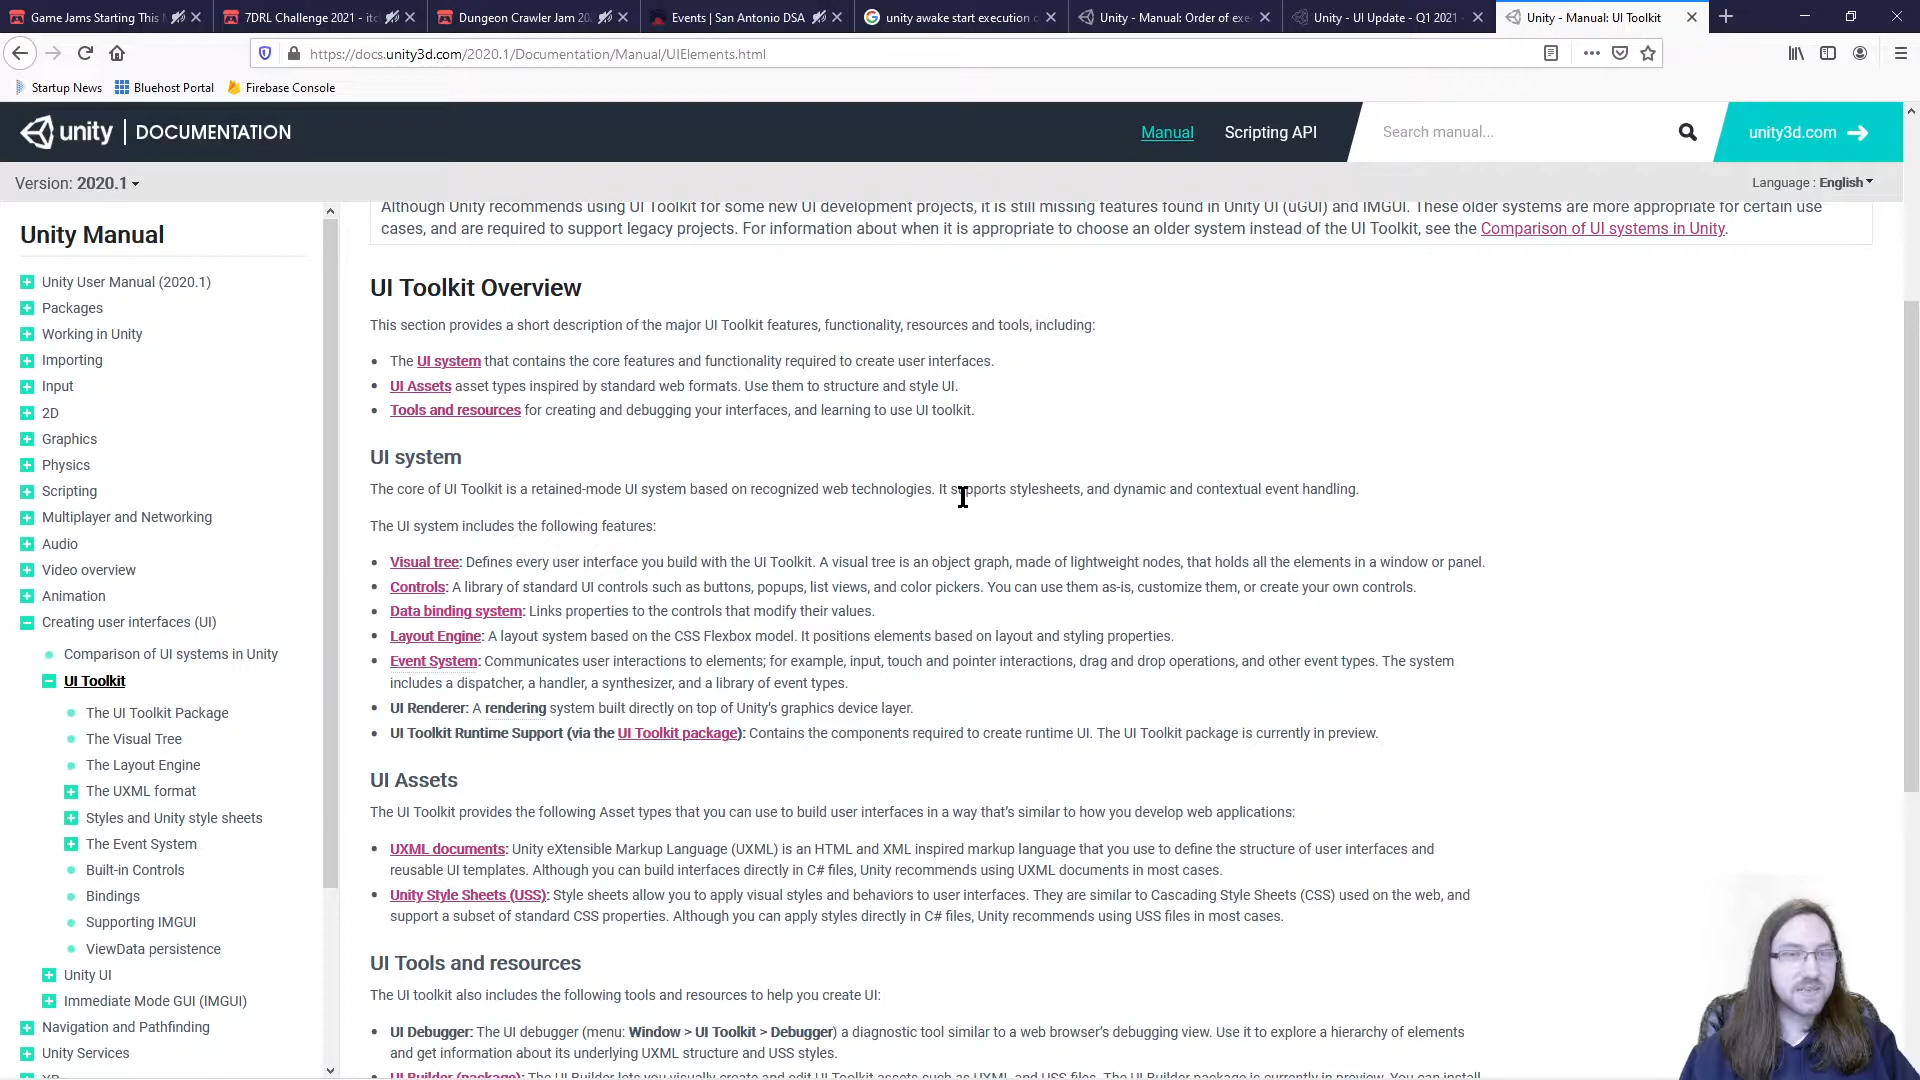 Game Jams Starting This
7DRL Challenge 2021 - itc
Dungeon Crawler Jam 20
Events | San Antonio DSA
unity awake start execution
Unity - Manual: Order of exe
Unity - UI Update - Q1 2021
Unity - Manual: UI Toolkit
https://docs.unity3d.com/2020.1/Documentation/Manual/UIElements.html
Startup News
Bluehost Portal
Firebase Console
unity | DOCUMENTATION
Manual
Scripting API
Search manual...
unity3d.com
Version: 2020.1
Language : English
Unity Manual
Unity User Manual (2020.1)
Packages
Working in Unity
Importing
Input
2D
Graphics
Physics
Scripting
Multiplayer and Networking
Audio
Video overview
Animation
Creating user interfaces (UI)
Comparison of UI systems in Unity
UI Toolkit
The UI Toolkit Package
The Visual Tree
The Layout Engine
The UXML format
Styles and Unity style sheets
The Event System
Built-in Controls
Bindings
Supporting IMGUI
ViewData persistence
Unity UI
Immediate Mode GUI (IMGUI)
Navigation and Pathfinding
Unity Services
Although Unity recommends using UI Toolkit for some new UI development projects, it is still missing features found in Unity UI (uGUI) and IMGUI. These older systems are more appropriate for certain use
cases, and are required to support legacy projects. For information about when it is appropriate to choose an older system instead of the UI Toolkit, see the Comparison of UI systems in Unity.
UI Toolkit Overview
This section provides a short description of the major UI Toolkit features, functionality, resources and tools, including:
The UI system that contains the core features and functionality required to create user interfaces.
UI Assets asset types inspired by standard web formats. Use them to structure and style UI.
Tools and resources for creating and debugging your interfaces, and learning to use UI toolkit.
UI system
The core of UI Toolkit is a retained-mode UI system based on recognized web technologies. It supports stylesheets, and dynamic and contextual event handling.
The UI system includes the following features:
Visual tree: Defines every user interface you build with the UI Toolkit. A visual tree is an object graph, made of lightweight nodes, that holds all the elements in a window or panel.
Controls: A library of standard UI controls such as buttons, popups, list views, and color pickers. You can use them as-is, customize them, or create your own controls.
Data binding system: Links properties to the controls that modify their values.
Layout Engine: A layout system based on the CSS Flexbox model. It positions elements based on layout and styling properties.
Event System: Communicates user interactions to elements; for example, input, touch and pointer interactions, drag and drop operations, and other event types. The system
includes a dispatcher, a handler, a synthesizer, and a library of event types.
UI Renderer: A rendering system built directly on top of Unity's graphics device layer.
UI Toolkit Runtime Support (via the UI Toolkit package): Contains the components required to create runtime UI. The UI Toolkit package is currently in preview.
UI Assets
The UI Toolkit provides the following Asset types that you can use to build user interfaces in a way that's similar to how you develop web applications:
UXML documents: Unity eXtensible Markup Language (UXML) is an HTML and XML inspired markup language that you use to define the structure of user interfaces and
reusable UI templates. Although you can build interfaces directly in C# files, Unity recommends using UXML documents in most cases.
Unity Style Sheets (USS): Style sheets allow you to apply visual styles and behaviors to user interfaces. They are similar to Cascading Style Sheets (CSS) used on the web, and
support a subset of standard CSS properties. Although you can apply styles directly in C# files, Unity recommends using USS files in most cases.
UI Tools and resources
The UI toolkit also includes the following tools and resources to help you create UI:
UI Debugger: The UI debugger (menu: Window > UI Toolkit > Debugger) a diagnostic tool similar to a web browser's debugging view. Use it to explore a hierarchy of elements
and get information about its underlying UXML structure and USS styles.
UI Builder (package): The UI Builder lets you visually create and edit UI Toolkit assets such as UXML and USS files. The UI Builder package is currently in preview. You can install